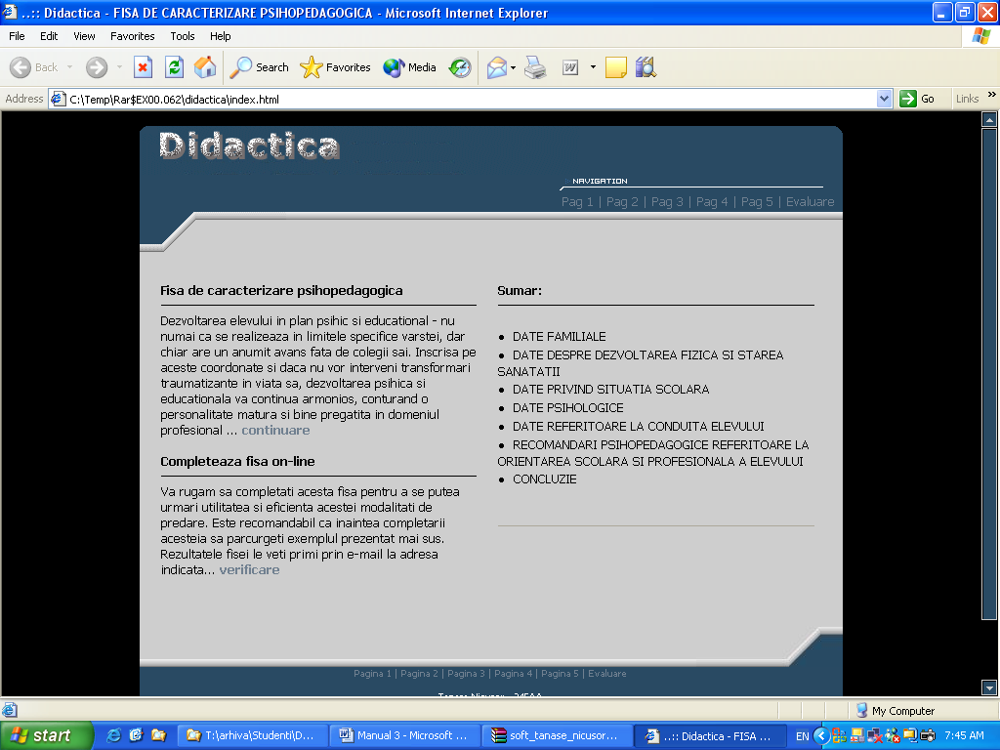 ..:: Didactica - FISA DE CARACTERIZARE PSIHOPEDAGOGICA - Microsoft Internet Explorer
File Edit View Favorites Tools Help
Back Search Favorites Media
Address C:\Temp\Rar$EX00.062\didactica\index.html Go Links »
Didactica
NAVIGATION
Pag 1 | Pag 2 | Pag 3 | Pag 4 | Pag 5 | Evaluare
Fisa de caracterizare psihopedagogica
Dezvoltarea elevului in plan psihic si educational - nu
numai ca se realizeaza in limitele specifice varstei, dar
chiar are un anumit avans fata de colegii sai. Inscrisa pe
aceste coordonate si daca nu vor interveni transformari
traumatizante in viata sa, dezvoltarea psihica si
educationala va continua armonios, conturand o
personalitate matura si bine pregatita in domeniul
profesional ... continuare
Completeaza fisa on-line
Va rugam sa completati acesta fisa pentru a se putea
urmari utilitatea si eficienta acestei modalitati de
predare. Este recomandabil ca inaintea completarii
acesteia sa parcurgeti exemplul prezentat mai sus.
Rezultatele fisei le veti primi prin e-mail la adresa
indicata... verificare
Sumar:
● DATE FAMILIALE
● DATE DESPRE DEZVOLTAREA FIZICA SI STAREA
SANATATII
● DATE PRIVIND SITUATIA SCOLARA
● DATE PSIHOLOGICE
● DATE REFERITOARE LA CONDUITA ELEVULUI
● RECOMANDARI PSIHOPEDAGOGICE REFERITOARE LA
ORIENTAREA SCOLARA SI PROFESIONALA A ELEVULUI
● CONCLUZIE
Pagina 1 | Pagina 2 | Pagina 3 | Pagina 4 | Pagina 5 | Evaluare
My Computer
start T:\arhiva\Studenti\D... Manual 3 - Microsoft ... soft_tanase_nicusor... ..:: Didactica - FISA ... EN 7:45 AM